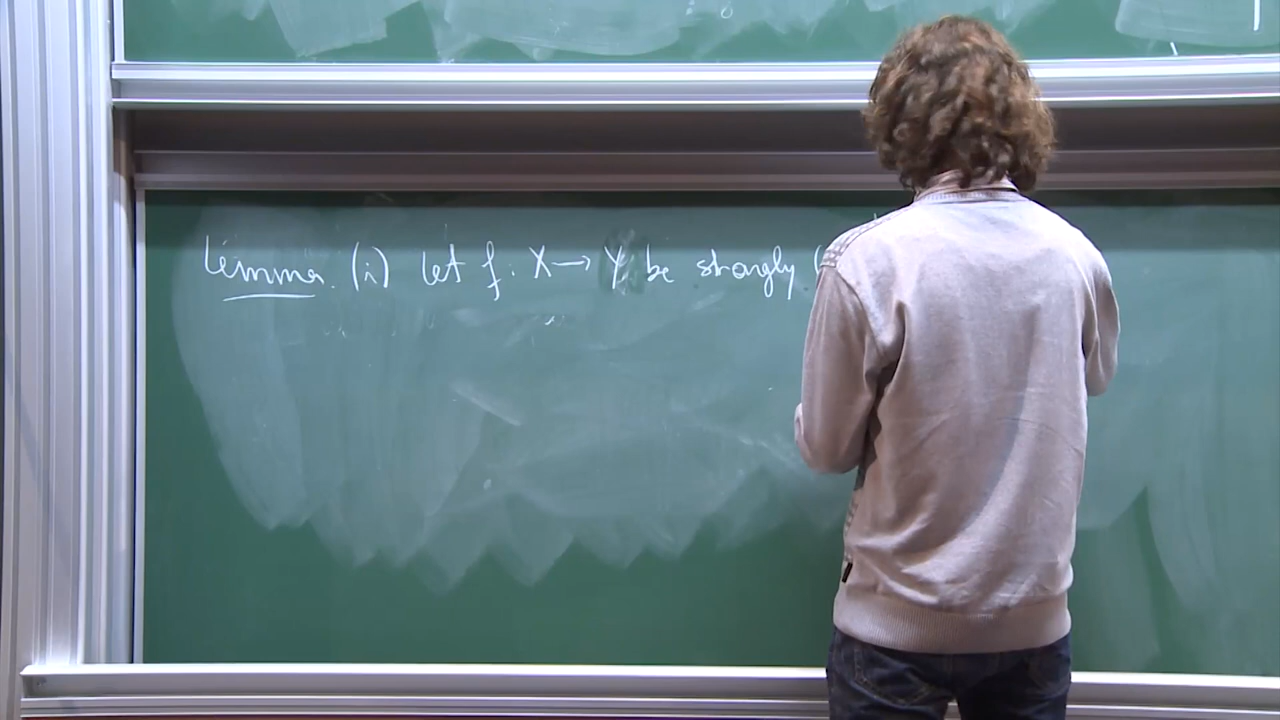 Lemma. (i) Let f: X → Y be strongly (